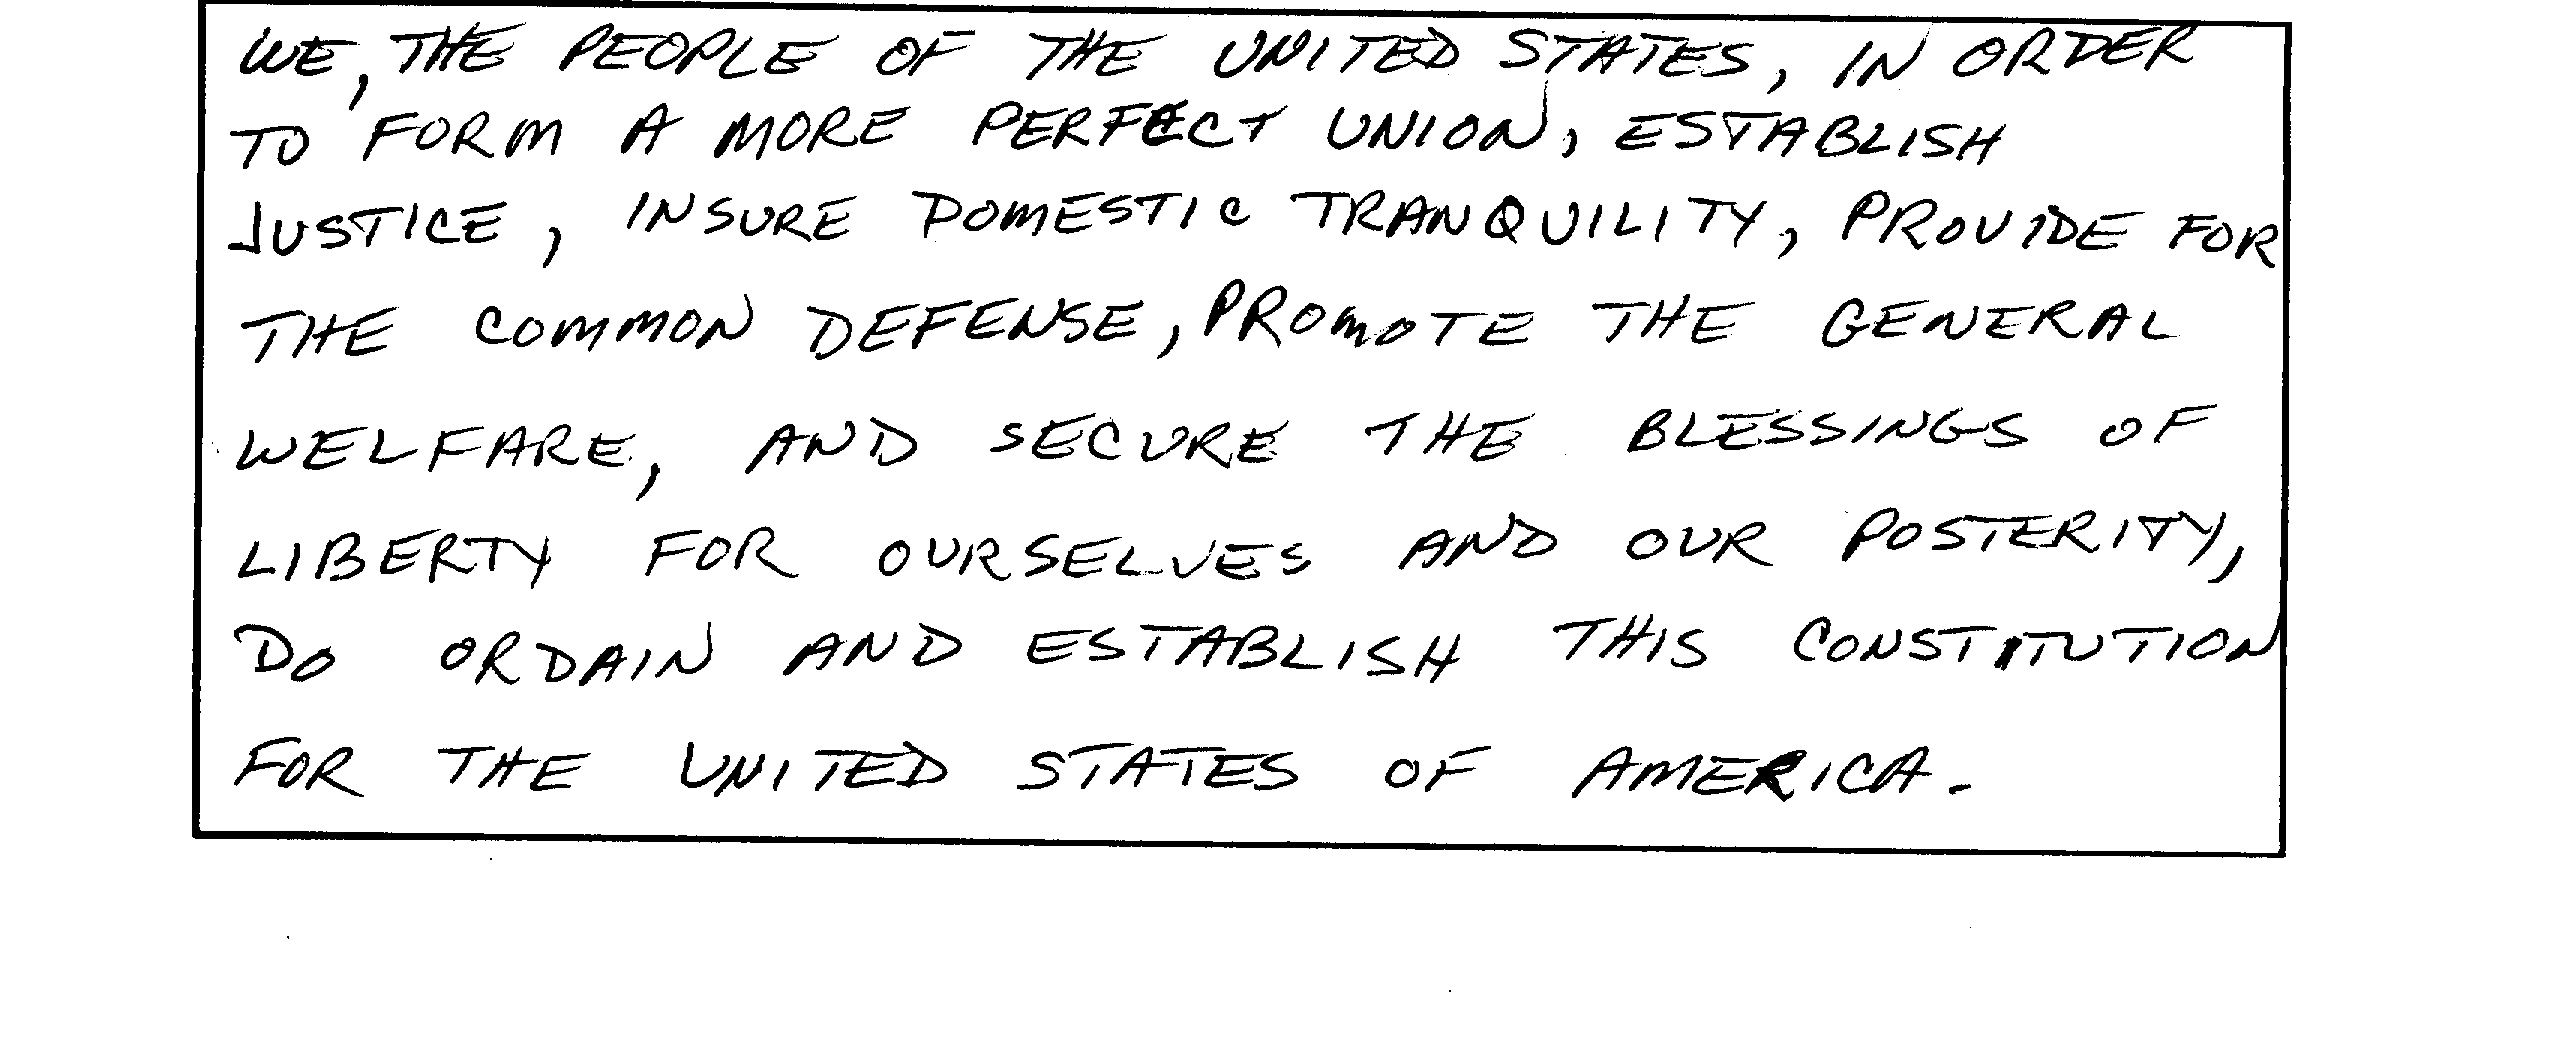 WE, THE PEOPLE OF THE UNITED STATES, IN ORDER
TO FORM A MORE PERFECT UNION, ESTABLISH
JUSTICE, INSURE DOMESTIC TRANQUILITY, PROVIDE FOR
THE COMMON DEFENSE, PROMOTE THE GENERAL
WELFARE, AND SECURE THE BLESSINGS OF
LIBERTY FOR OURSELVES AND OUR POSTERITY,
DO ORDAIN AND ESTABLISH THIS CONSTITUTION
FOR THE UNITED STATES OF AMERICA.